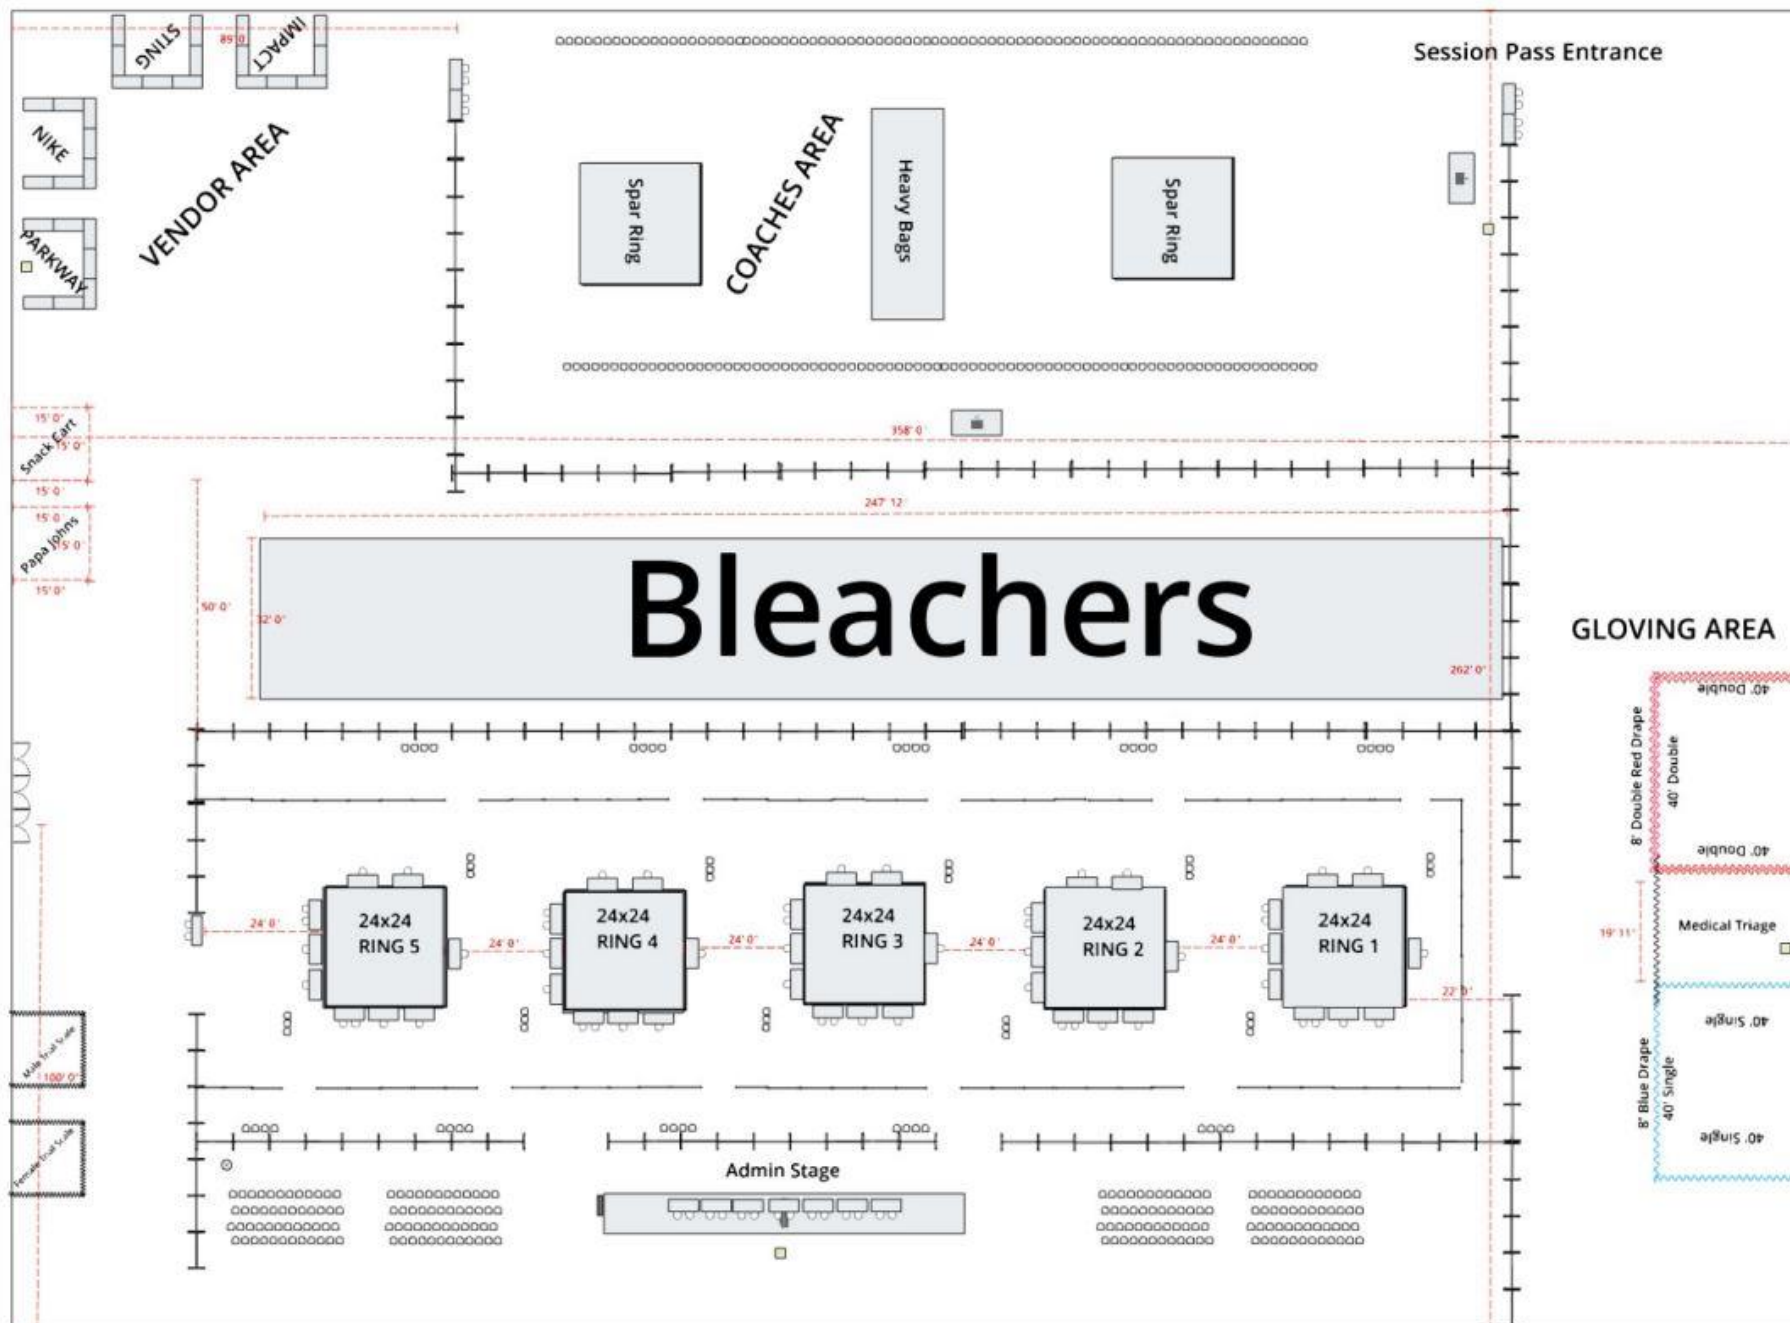 STING
IMPACT
89' 0"
Session Pass Entrance
NIKE
VENDOR AREA
PARKWAY
Spar Ring
COACHES AREA
Heavy Bags
Spar Ring
15' 0"
Snack Cart
15' 0"
15' 0"
358' 0"
15' 0"
Papa Johns
15' 0"
15' 0"
247' 12
50' 0"
32' 0"
Bleachers
262' 0"
GLOVING AREA
40' Double
8' Double Red Drape
40' Double
40' Double
24x24
RING 5
24x24
RING 4
24x24
RING 3
24x24
RING 2
24x24
RING 1
24' 0"
24' 0"
24' 0"
24' 0"
24' 0"
22' 0"
19' 11"
Medical Triage
40' Single
8' Blue Drape
40' Single
40' Single
Male Trial Scale
100' 0"
Female Trial Scale
Admin Stage